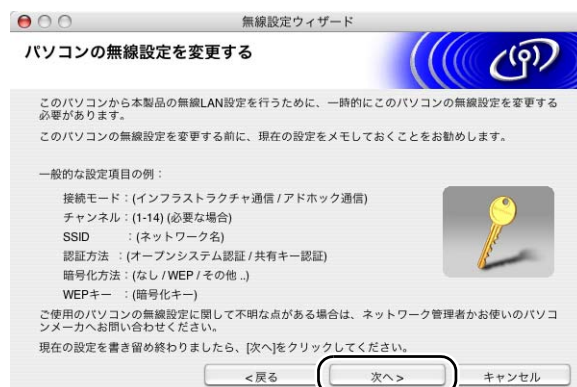 無線設定ウィザード
パソコンの無線設定を変更する
このパソコンから本製品の無線LAN設定を行うために、一時的にこのパソコンの無線設定を変更する
必要があります。
このパソコンの無線設定を変更する前に、現在の設定をメモしておくことをお勧めします。
一般的な設定項目の例：
接続モード：(インフラストラクチャ通信 / アドホック通信)
チャンネル：(1-14) (必要な場合)
SSID　　：(ネットワーク名)
認証方法　：(オープンシステム認証 / 共有キー認証)
暗号化方法：(なし / WEP / その他 ..)
WEPキー　：(暗号化キー)
ご使用のパソコンの無線設定に関して不明な点がある場合は、ネットワーク管理者かお使いのパソコ
ンメーカへお問い合わせください。
現在の設定を書き留め終わりましたら、[次へ]をクリックしてください。
<戻る　次へ>　キャンセル